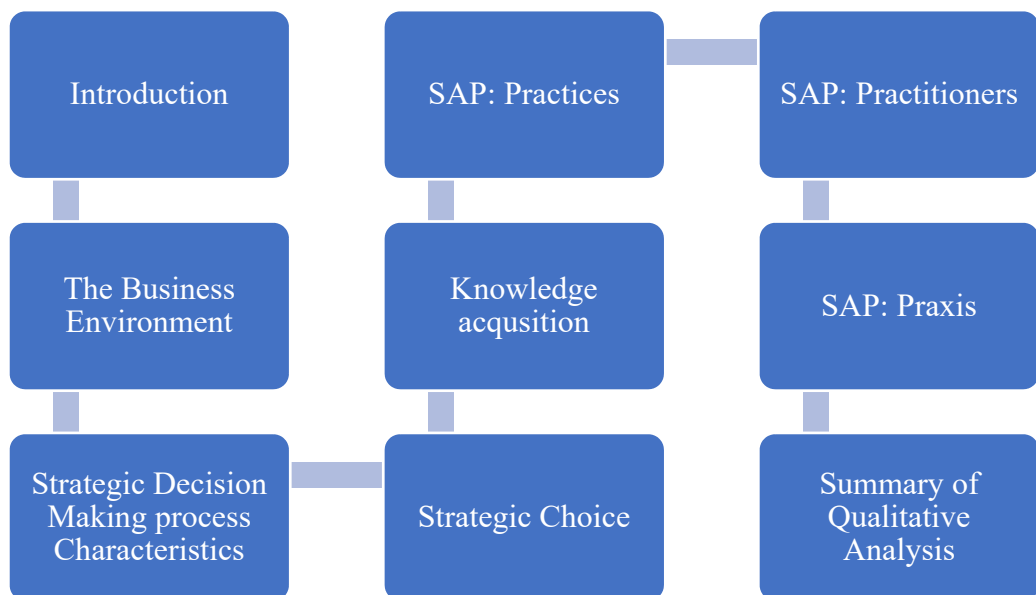 Introduction
The Business
Environment
Strategic Decision
Making process
Characteristics
Strategic Choice
Knowledge
acqusition
SAP: Practices
SAP: Practitioners
SAP: Praxis
Summary of
Qualitative
Analysis